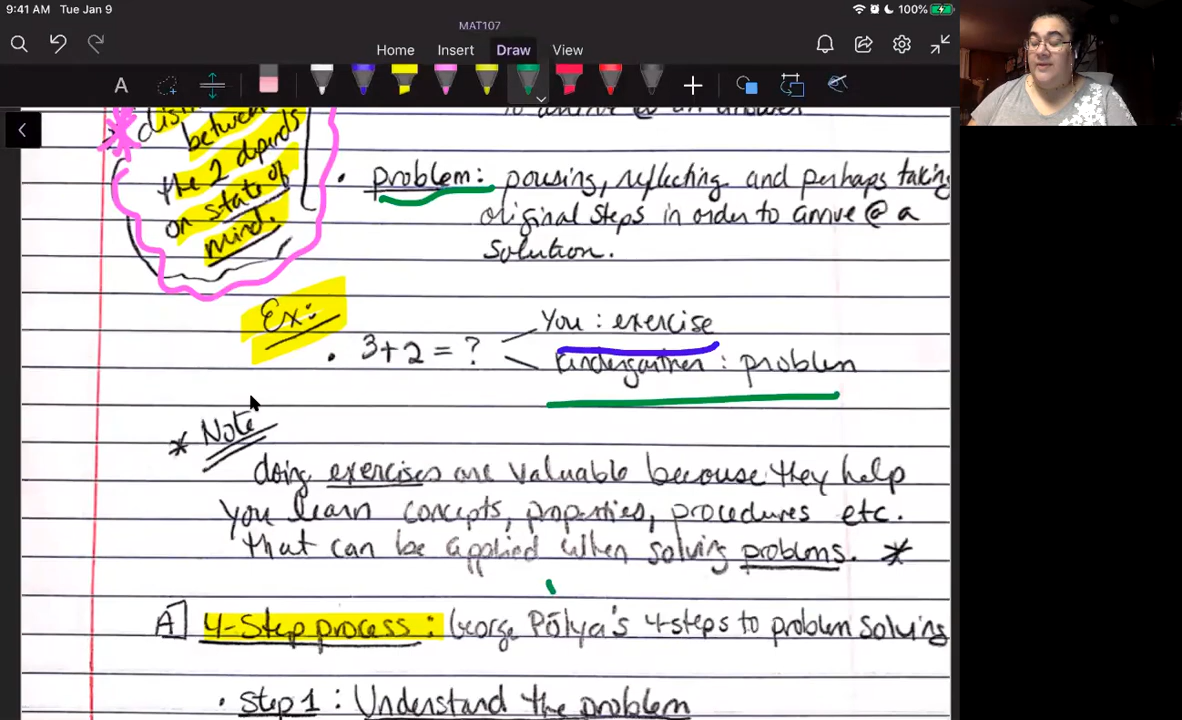 9:41 AM Tue Jan 9
100%
MAT107
Home Insert Draw View
between
the 2 depends
on state of
mind.
problem: pausing, reflecting and perhaps taking
original steps in order to arrive @ a
solution.
Ex:
• 3+2 = ?
You : exercise
Kindergartner : problem
* Note
doing exercises are valuable because they help
you learn concepts, properties, procedures etc.
that can be applied when solving problems. *
A] 4-Step process : George Pōlya's 4-steps to problem solving
• Step 1 : Understand the problem